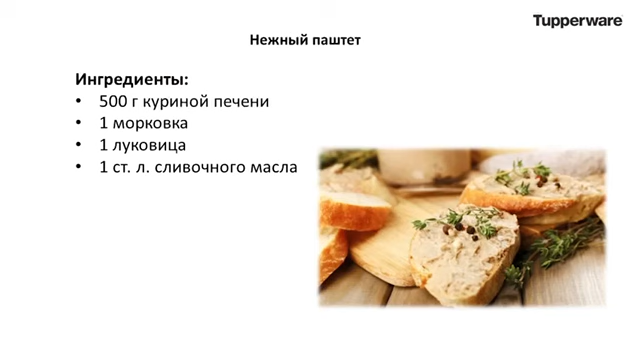 Tupperware
Нежный паштет
Ингредиенты:
• 500 г куриной печени
• 1 морковка
• 1 луковица
• 1 ст. л. сливочного масла